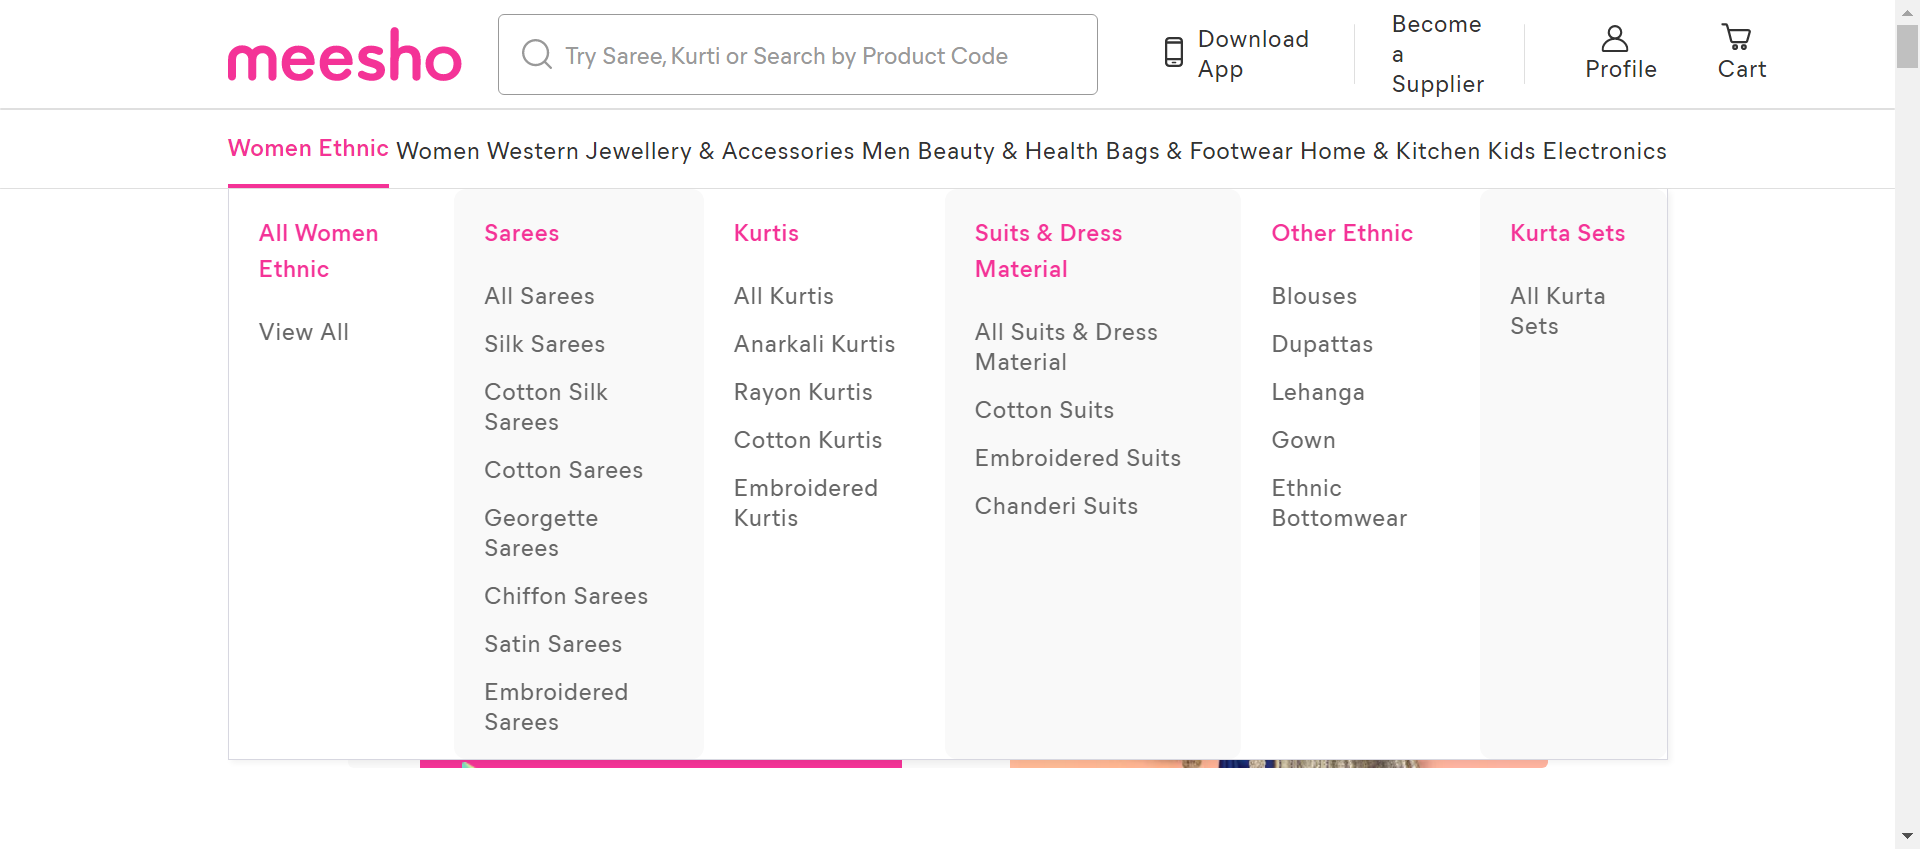 meesho
Try Saree, Kurti or Search by Product Code
Download
App
Become
a
Supplier
Profile
Cart
Women Ethnic Women Western Jewellery & Accessories Men Beauty & Health Bags & Footwear Home & Kitchen Kids Electronics
All Women
Ethnic
View All
Sarees
All Sarees
Silk Sarees
Cotton Silk
Sarees
Cotton Sarees
Georgette
Sarees
Chiffon Sarees
Satin Sarees
Embroidered
Sarees
Kurtis
All Kurtis
Anarkali Kurtis
Rayon Kurtis
Cotton Kurtis
Embroidered
Kurtis
Suits & Dress
Material
All Suits & Dress
Material
Cotton Suits
Embroidered Suits
Chanderi Suits
Other Ethnic
Blouses
Dupattas
Lehanga
Gown
Ethnic
Bottomwear
Kurta Sets
All Kurta
Sets